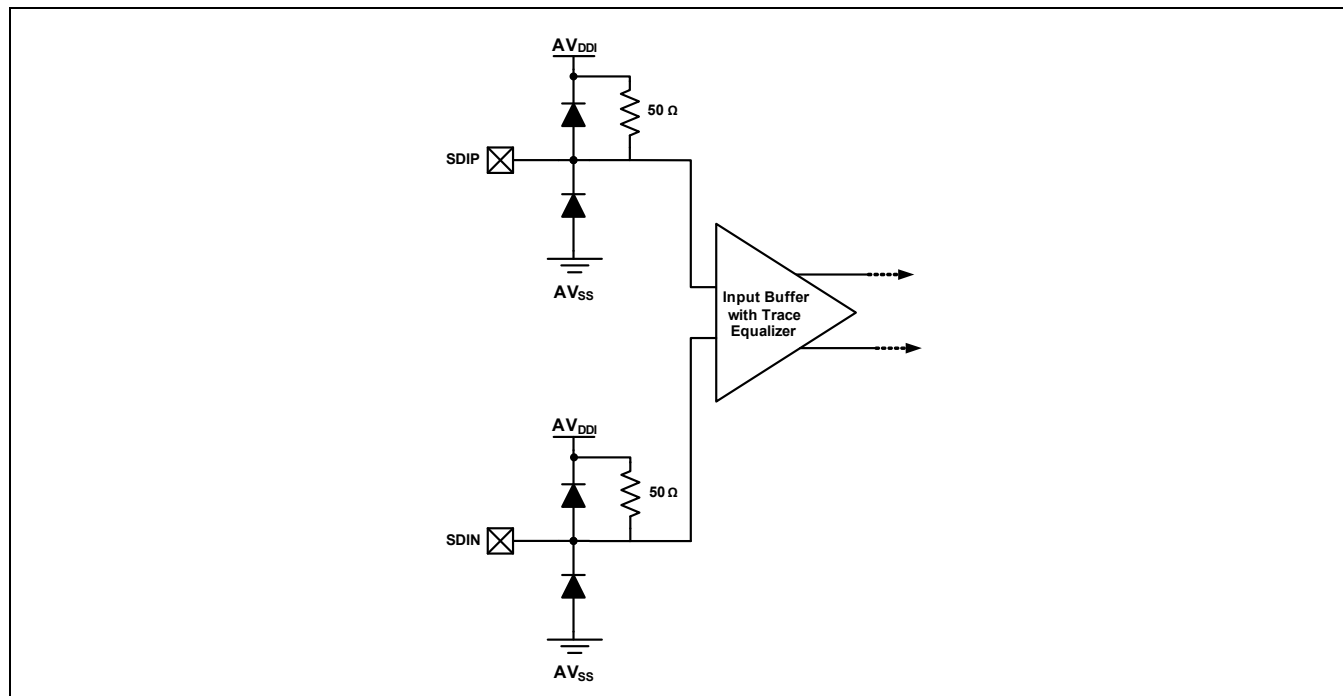 AVDDI
50 Ω
SDIP
AVSS
Input Buffer
with Trace
Equalizer
AVDDI
50 Ω
SDIN
AVSS